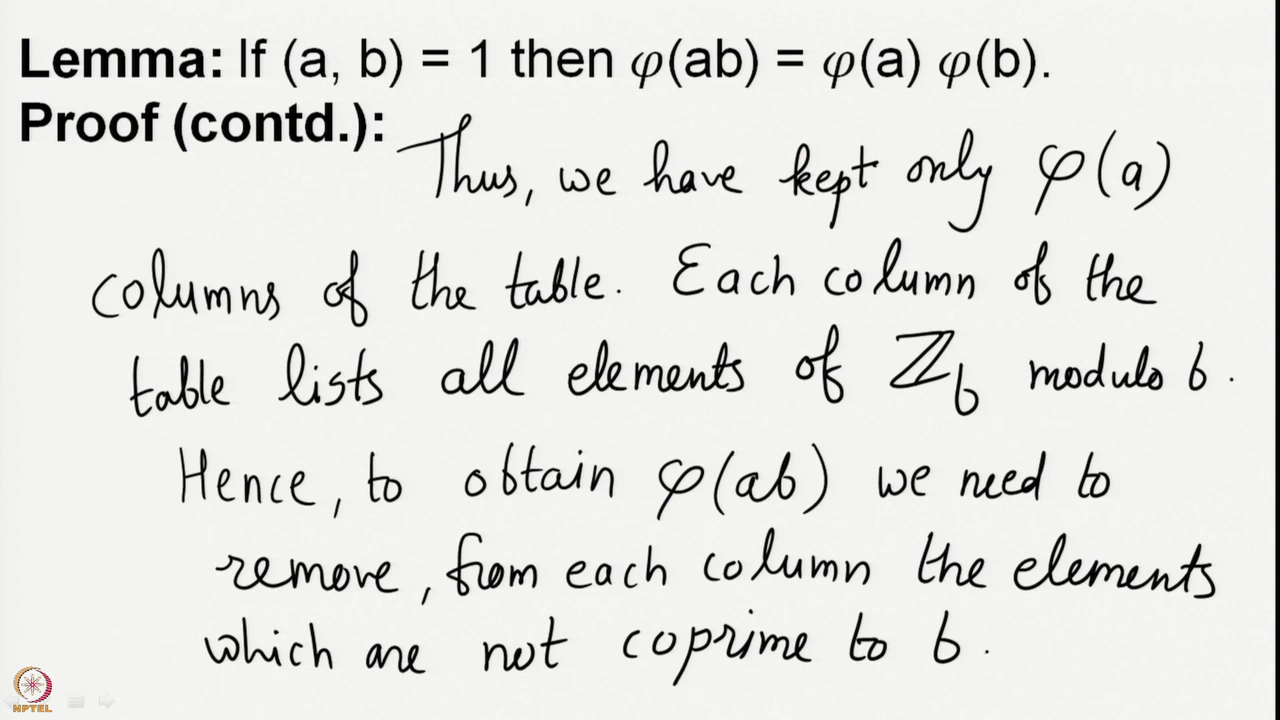 Lemma: If (a, b) = 1 then φ(ab) = φ(a) φ(b).
Proof (contd.): Thus, we have kept only φ(a)
columns of the table. Each column of the
table lists all elements of ℤ_b modulo b.
Hence, to obtain φ(ab) we need to
remove, from each column the elements
which are not coprime to b.
NPTEL